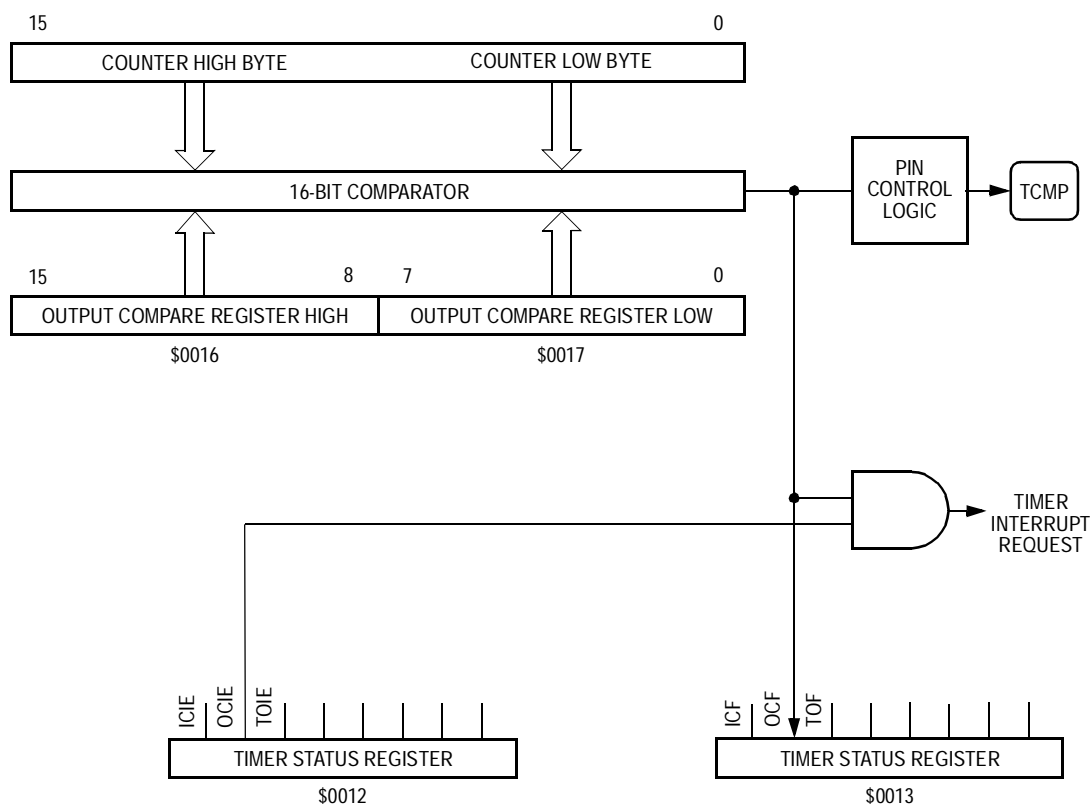 15 0
COUNTER HIGH BYTE COUNTER LOW BYTE
16-BIT COMPARATOR
PIN
CONTROL
LOGIC
TCMP
15 8 7 0
OUTPUT COMPARE REGISTER HIGH OUTPUT COMPARE REGISTER LOW
$0016 $0017
TIMER
INTERRUPT
REQUEST
ICIE
OCIE
TOIE
TIMER STATUS REGISTER
$0012
ICF
OCF
TOF
TIMER STATUS REGISTER
$0013